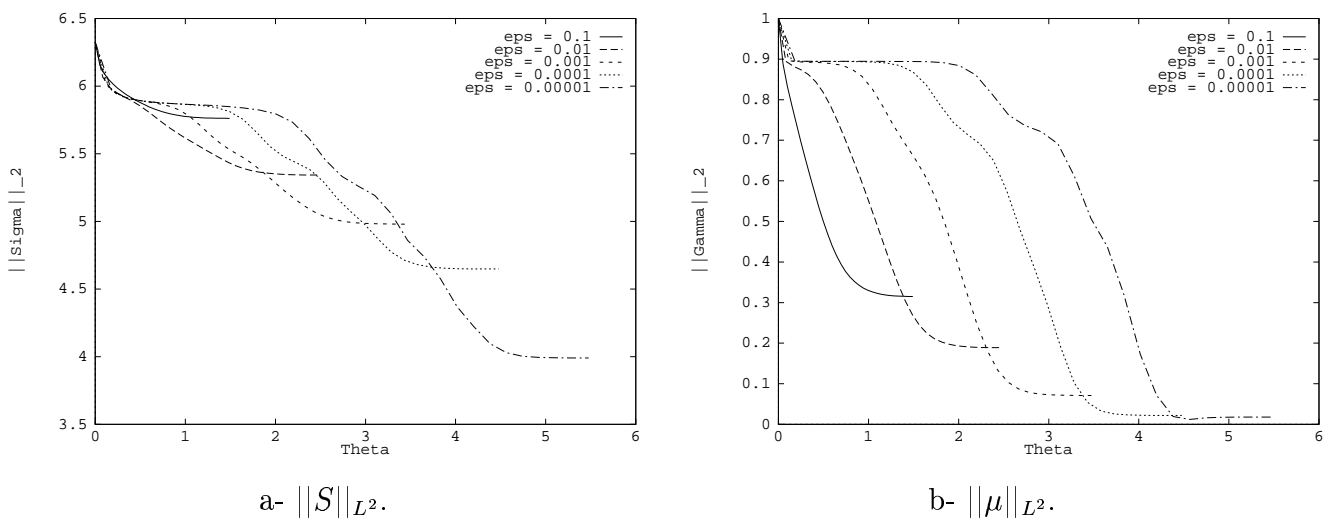 6.5
6
5.5
5
4.5
4
3.5
||Sigma||_2
eps = 0.1
eps = 0.01
eps = 0.001
eps = 0.0001
eps = 0.00001
0 1 2 3 4 5 6
Theta
a- ||S||_{L^2}.
1
0.9
0.8
0.7
0.6
0.5
0.4
0.3
0.2
0.1
0
||Gamma||_2
eps = 0.1
eps = 0.01
eps = 0.001
eps = 0.0001
eps = 0.00001
0 1 2 3 4 5 6
Theta
b- ||μ||_{L^2}.